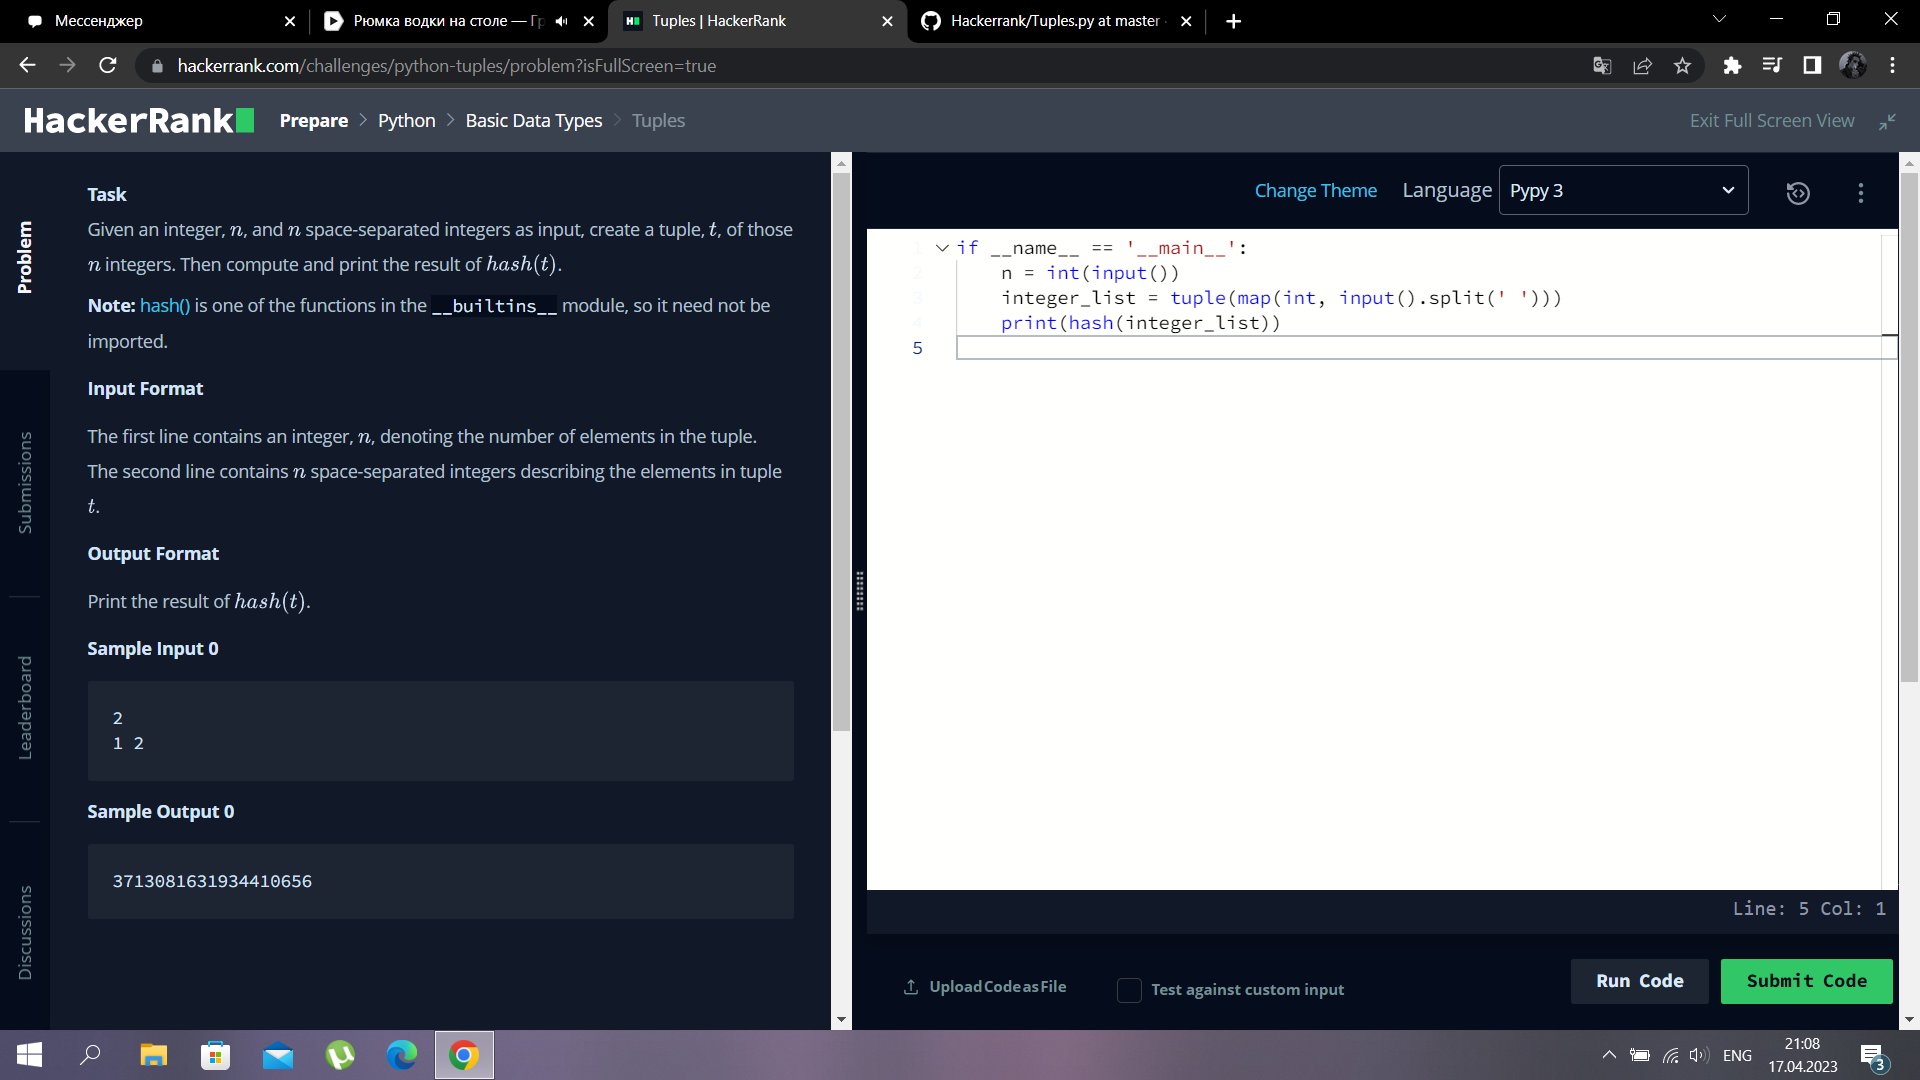 Мессенджер
Рюмка водки на столе — Гр
Tuples | HackerRank
Hackerrank/Tuples.py at master
hackerrank.com/challenges/python-tuples/problem?isFullScreen=true
HackerRank
Prepare > Python > Basic Data Types > Tuples
Exit Full Screen View
Problem
Submissions
Leaderboard
Discussions
Task
Given an integer, n, and n space-separated integers as input, create a tuple, t, of those
n integers. Then compute and print the result of hash(t).
Note: hash() is one of the functions in the __builtins__ module, so it need not be
imported.
Input Format
The first line contains an integer, n, denoting the number of elements in the tuple.
The second line contains n space-separated integers describing the elements in tuple
t.
Output Format
Print the result of hash(t).
Sample Input 0
2
1 2
Sample Output 0
3713081631934410656
Change Theme
Language
Pypy 3
1 if __name__ == '__main__':
2 n = int(input())
3 integer_list = tuple(map(int, input().split(' ')))
4 print(hash(integer_list))
5
Line: 5 Col: 1
Upload Code as File
Test against custom input
Run Code
Submit Code
ENG
21:08
17.04.2023
3